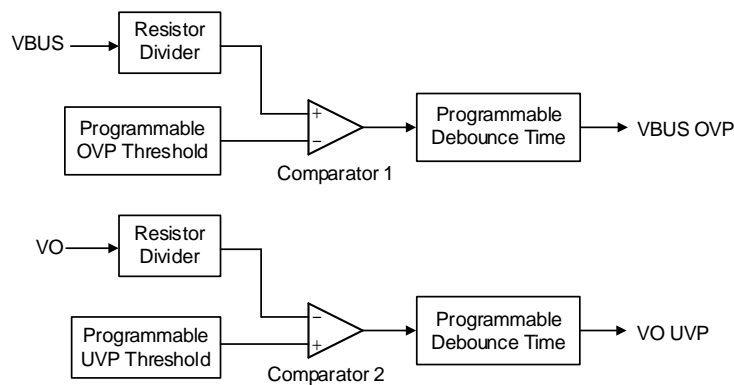 VBUS
Resistor
Divider
Programmable
OVP Threshold
+
−
Comparator 1
Programmable
Debounce Time
VBUS OVP
VO
Resistor
Divider
Programmable
UVP Threshold
−
+
Comparator 2
Programmable
Debounce Time
VO UVP